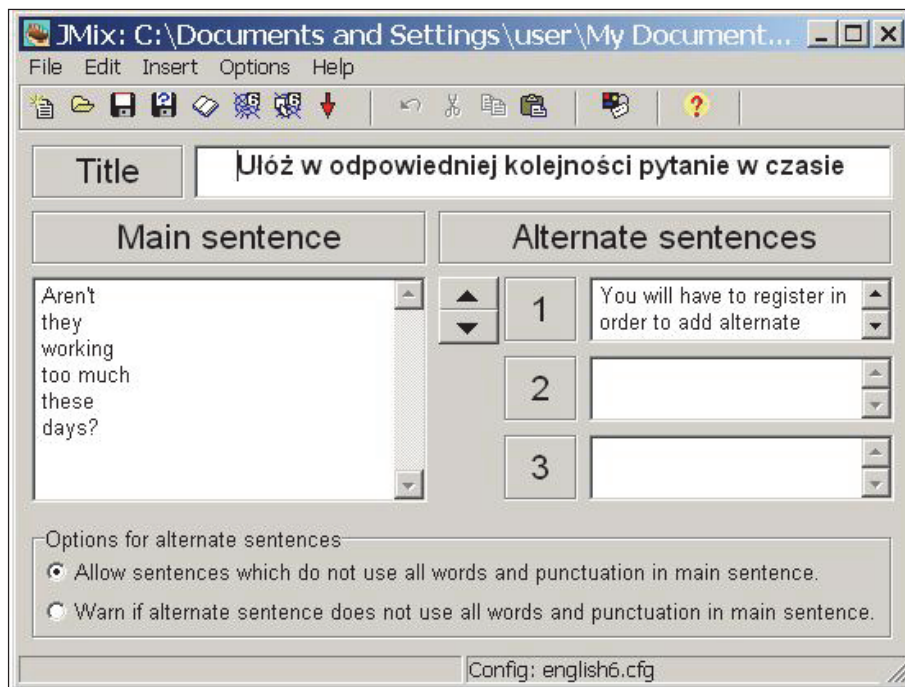 JMix: C:\Documents and Settings\user\My Document...
File Edit Insert Options Help
Title
Ułóż w odpowiedniej kolejności pytanie w czasie
Main sentence
Alternate sentences
Aren't
they
working
too much
these
days?
1
You will have to register in
order to add alternate
2
3
Options for alternate sentences
Allow sentences which do not use all words and punctuation in main sentence.
Warn if alternate sentence does not use all words and punctuation in main sentence.
Config: english6.cfg